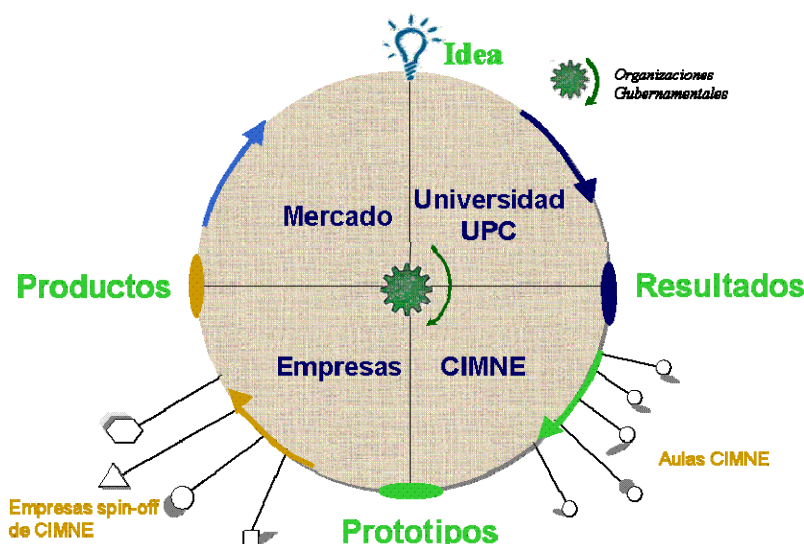 Idea
Organizaciones
Gubernamentales
Mercado
Universidad
UPC
Productos
Resultados
Empresas
CIMNE
Aulas CIMNE
Empresas spin-off
de CIMNE
Prototipos